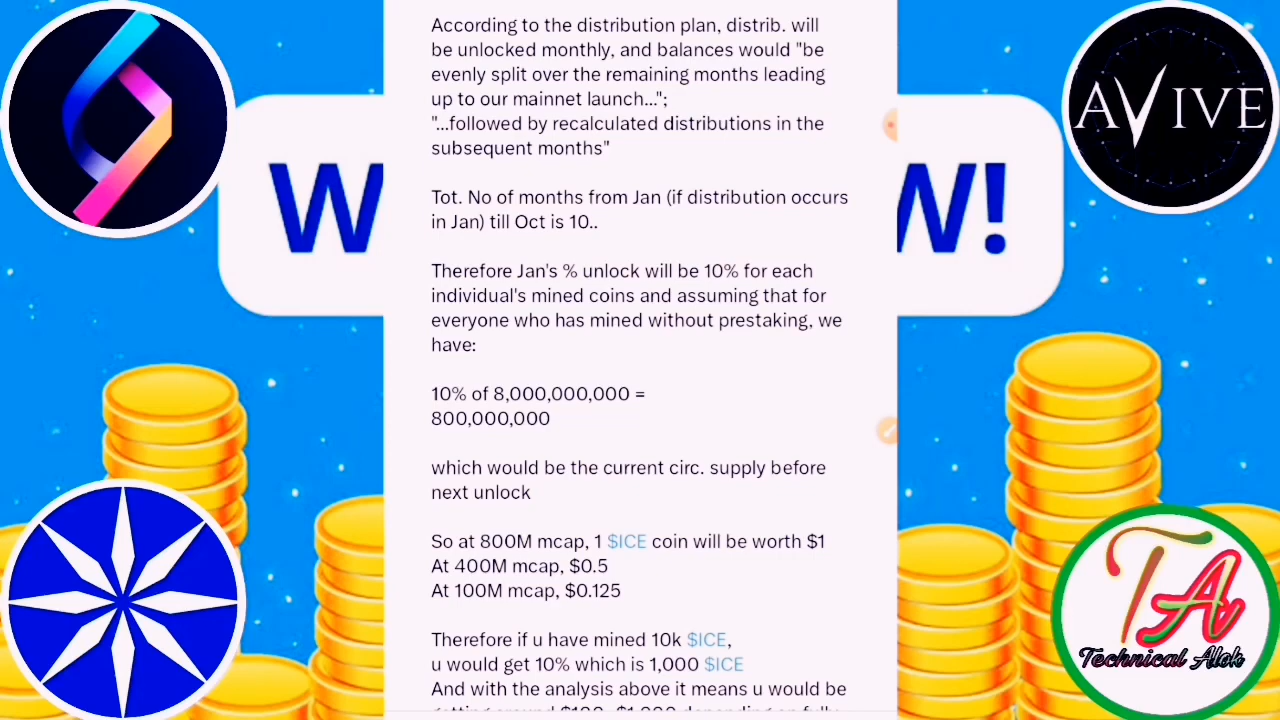 According to the distribution plan, distrib. will
be unlocked monthly, and balances would "be
evenly split over the remaining months leading
up to our mainnet launch...";
"...followed by recalculated distributions in the
subsequent months"
Tot. No of months from Jan (if distribution occurs
in Jan) till Oct is 10..
Therefore Jan's % unlock will be 10% for each
individual's mined coins and assuming that for
everyone who has mined without prestaking, we
have:
10% of 8,000,000,000 =
800,000,000
which would be the current circ. supply before
next unlock
So at 800M mcap, 1 $ICE coin will be worth $1
At 400M mcap, $0.5
At 100M mcap, $0.125
Therefore if u have mined 10k $ICE,
u would get 10% which is 1,000 $ICE
And with the analysis above it means u would be
W
W!
AVIVE
TA
Technical Alok